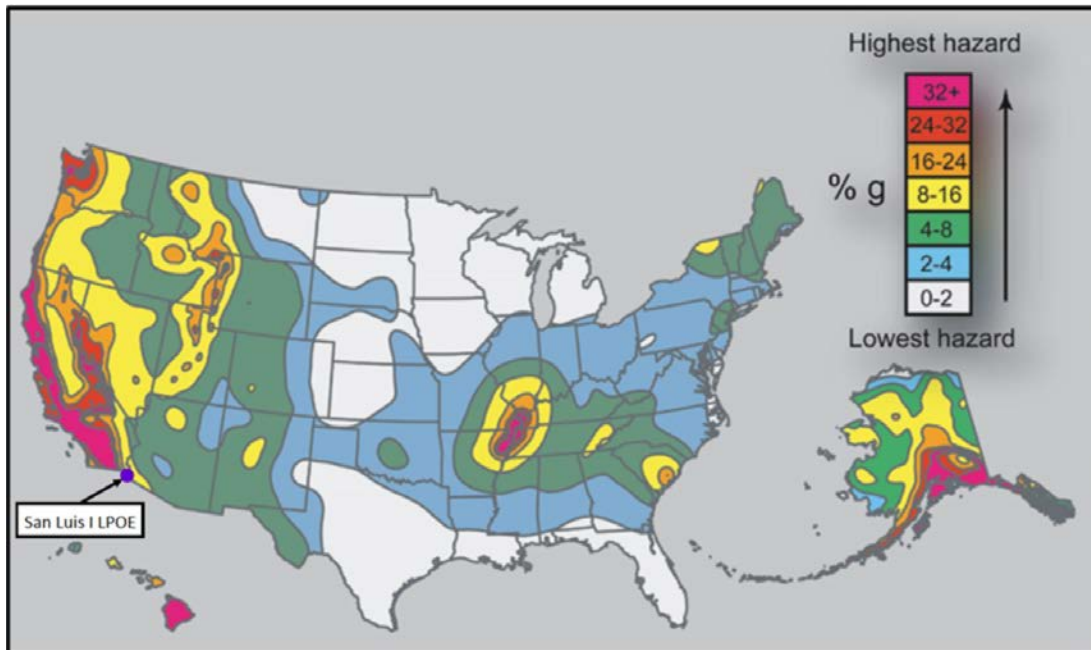 Highest hazard
32+
24-32
16-24
% g
8-16
4-8
2-4
0-2
Lowest hazard
San Luis I LPOE